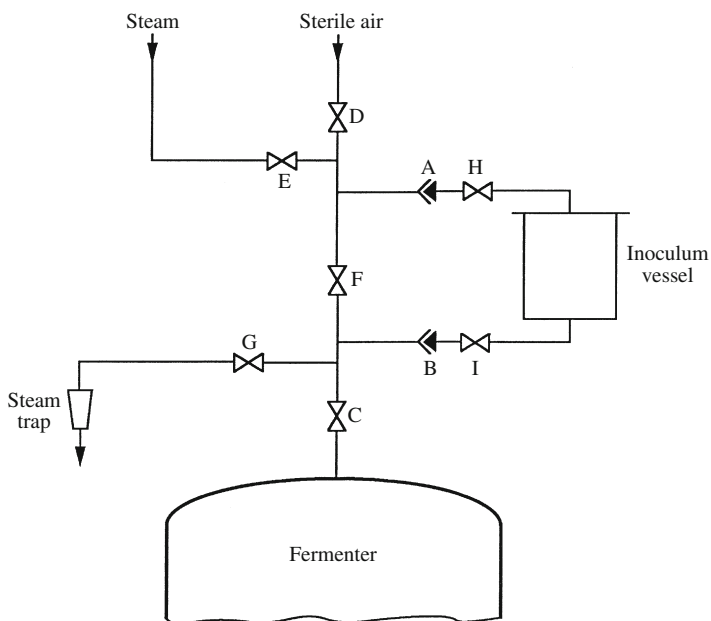 Steam
Sterile air
D
E
A
H
Inoculum
vessel
F
G
B
I
Steam
trap
C
Fermenter